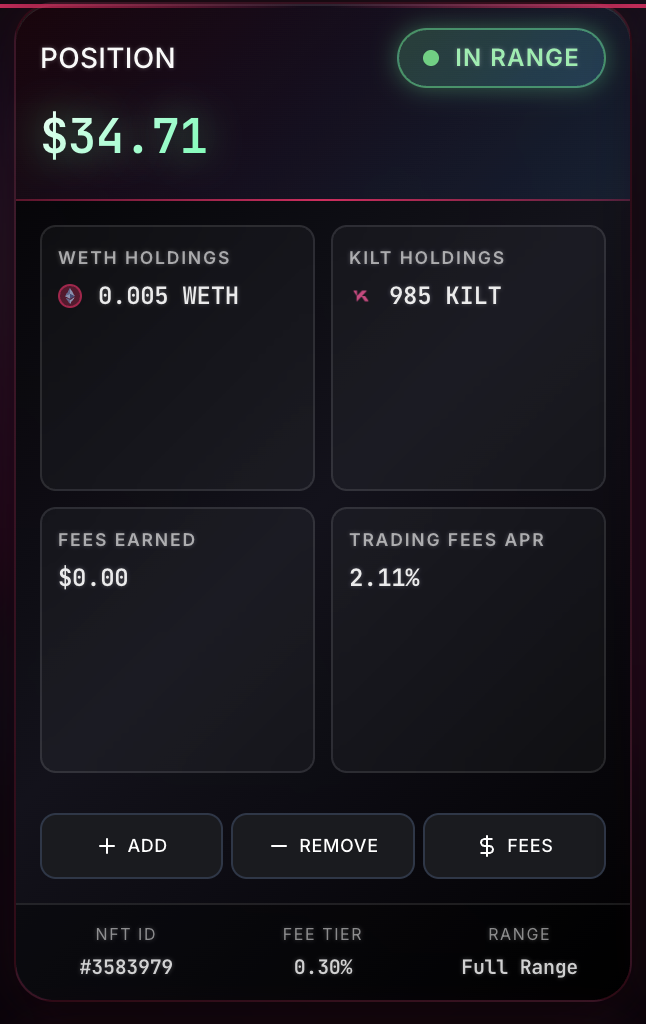 POSITION
IN RANGE
$34.71
WETH HOLDINGS
0.005 WETH
KILT HOLDINGS
985 KILT
FEES EARNED
$0.00
TRADING FEES APR
2.11%
+ ADD
− REMOVE
$ FEES
NFT ID
#3583979
FEE TIER
0.30%
RANGE
Full Range